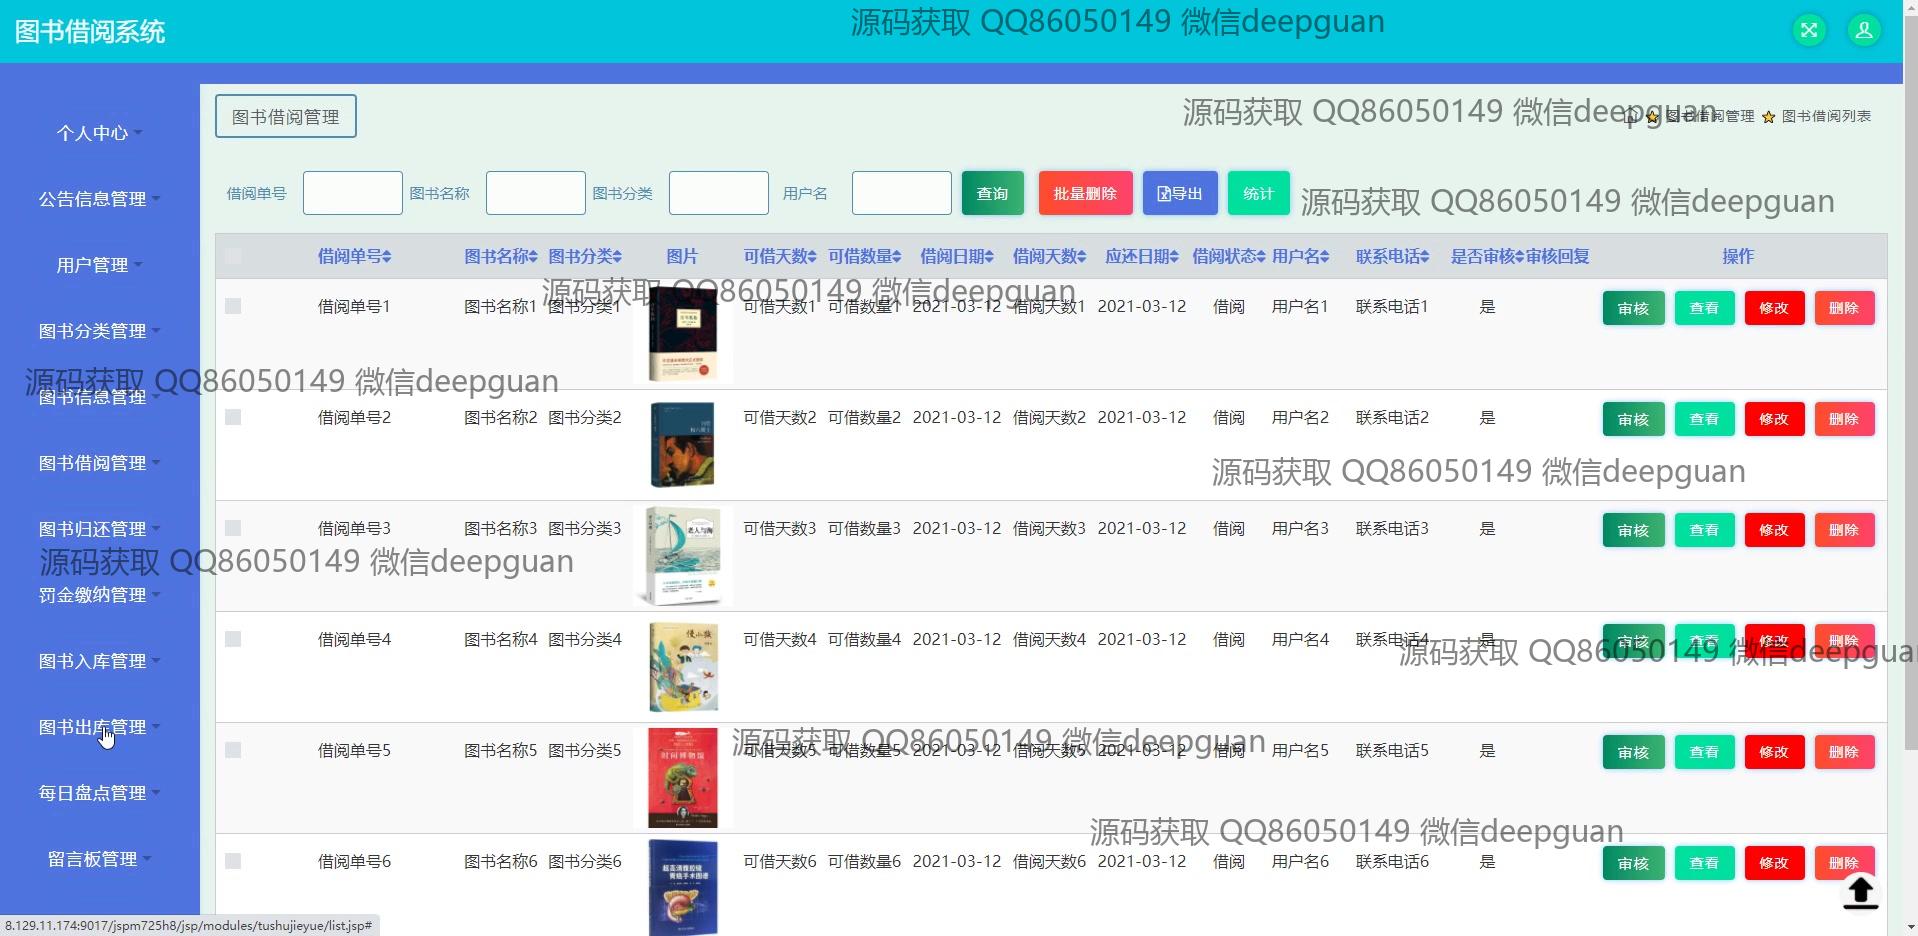 图书借阅系统
源码获取 QQ86050149 微信deepguan
图书借阅管理
源码获取 QQ86050149 微信deepguan
图书借阅管理 图书借阅列表
个人中心
公告信息管理
用户管理
图书分类管理
图书信息管理
图书借阅管理
图书归还管理
罚金缴纳管理
图书入库管理
图书出库管理
每日盘点管理
留言板管理
借阅单号 图书名称 图书分类 用户名 查询 批量删除 导出 统计
源码获取 QQ86050149 微信deepguan
借阅单号 图书名称 图书分类 图片 可借天数 可借数量 借阅日期 借阅天数 应还日期 借阅状态 用户名 联系电话 是否审核 审核回复 操作
源码获取 QQ86050149 微信deepguan
借阅单号1 图书名称1 图书分类1 可借天数1 可借数量1 2021-03-12 借阅天数1 2021-03-12 借阅 用户名1 联系电话1 是 审核 查看 修改 删除
源码获取 QQ86050149 微信deepguan
借阅单号2 图书名称2 图书分类2 可借天数2 可借数量2 2021-03-12 借阅天数2 2021-03-12 借阅 用户名2 联系电话2 是 审核 查看 修改 删除
源码获取 QQ86050149 微信deepguan
借阅单号3 图书名称3 图书分类3 老人与海 可借天数3 可借数量3 2021-03-12 借阅天数3 2021-03-12 借阅 用户名3 联系电话3 是 审核 查看 修改 删除
源码获取 QQ86050149 微信deepguan
借阅单号4 图书名称4 图书分类4 可借天数4 可借数量4 2021-03-12 借阅天数4 2021-03-12 借阅 用户名4 联系电话4 是 审核 查看 修改 删除
源码获取 QQ86050149 微信deepgua
借阅单号5 图书名称5 图书分类5 时间博物馆 可借天数5 可借数量5 2021-03-12 借阅天数5 2021-03-12 借阅 用户名5 联系电话5 是 审核 查看 修改 删除
源码获取 QQ86050149 微信deepguan
源码获取 QQ86050149 微信deepguan
借阅单号6 图书名称6 图书分类6 可借天数6 可借数量6 2021-03-12 借阅天数6 2021-03-12 借阅 用户名6 联系电话6 是 审核 查看 修改 删除
超高清腹腔镜
胃癌手术图谱
8.129.11.174:9017/jspm725h8/jsp/modules/tushujieyue/list.jsp#